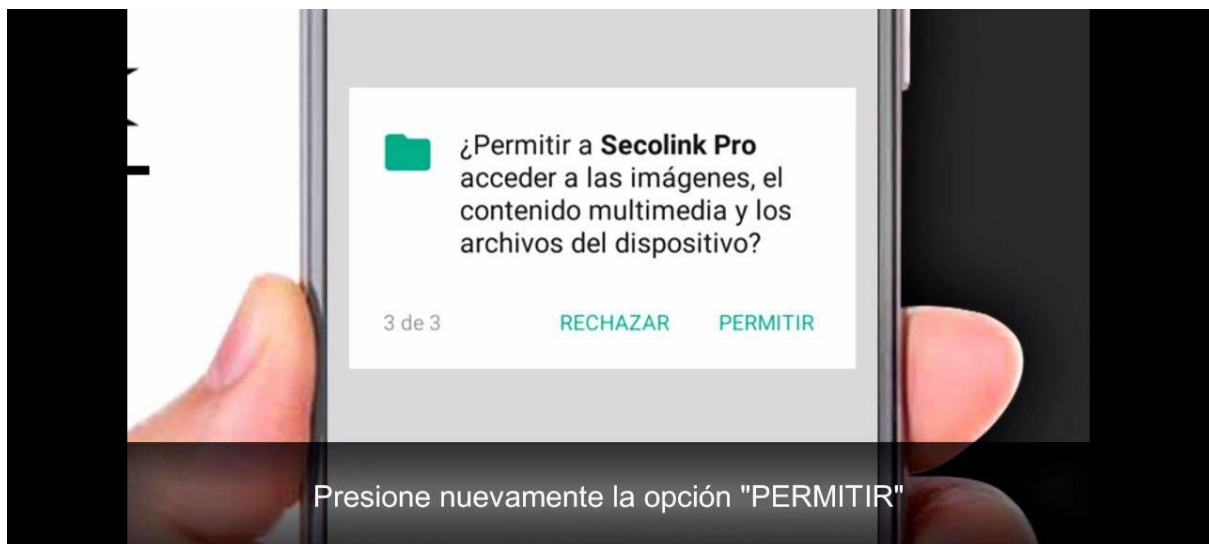 ¿Permitir a Secolink Pro
acceder a las imágenes, el
contenido multimedia y los
archivos del dispositivo?
3 de 3
RECHAZAR
PERMITIR
Presione nuevamente la opción "PERMITIR"